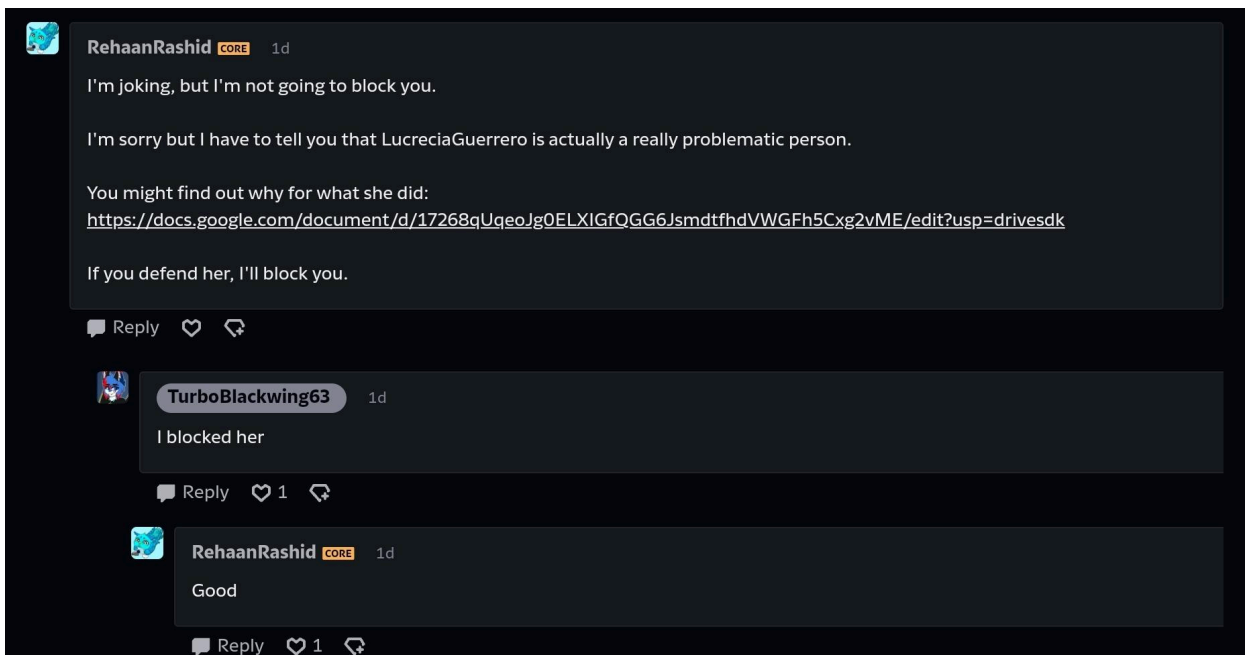 RehaanRashid CORE 1d
I'm joking, but I'm not going to block you.
I'm sorry but I have to tell you that LucreciaGuerrero is actually a really problematic person.
You might find out why for what she did:
https://docs.google.com/document/d/17268qUqeoJg0ELXIGfQGG6JsmdtfhdVWGFh5Cxg2vME/edit?usp=drivesdk
If you defend her, I'll block you.
Reply
TurboBlackwing63 1d
I blocked her
Reply 1
RehaanRashid CORE 1d
Good
Reply 1